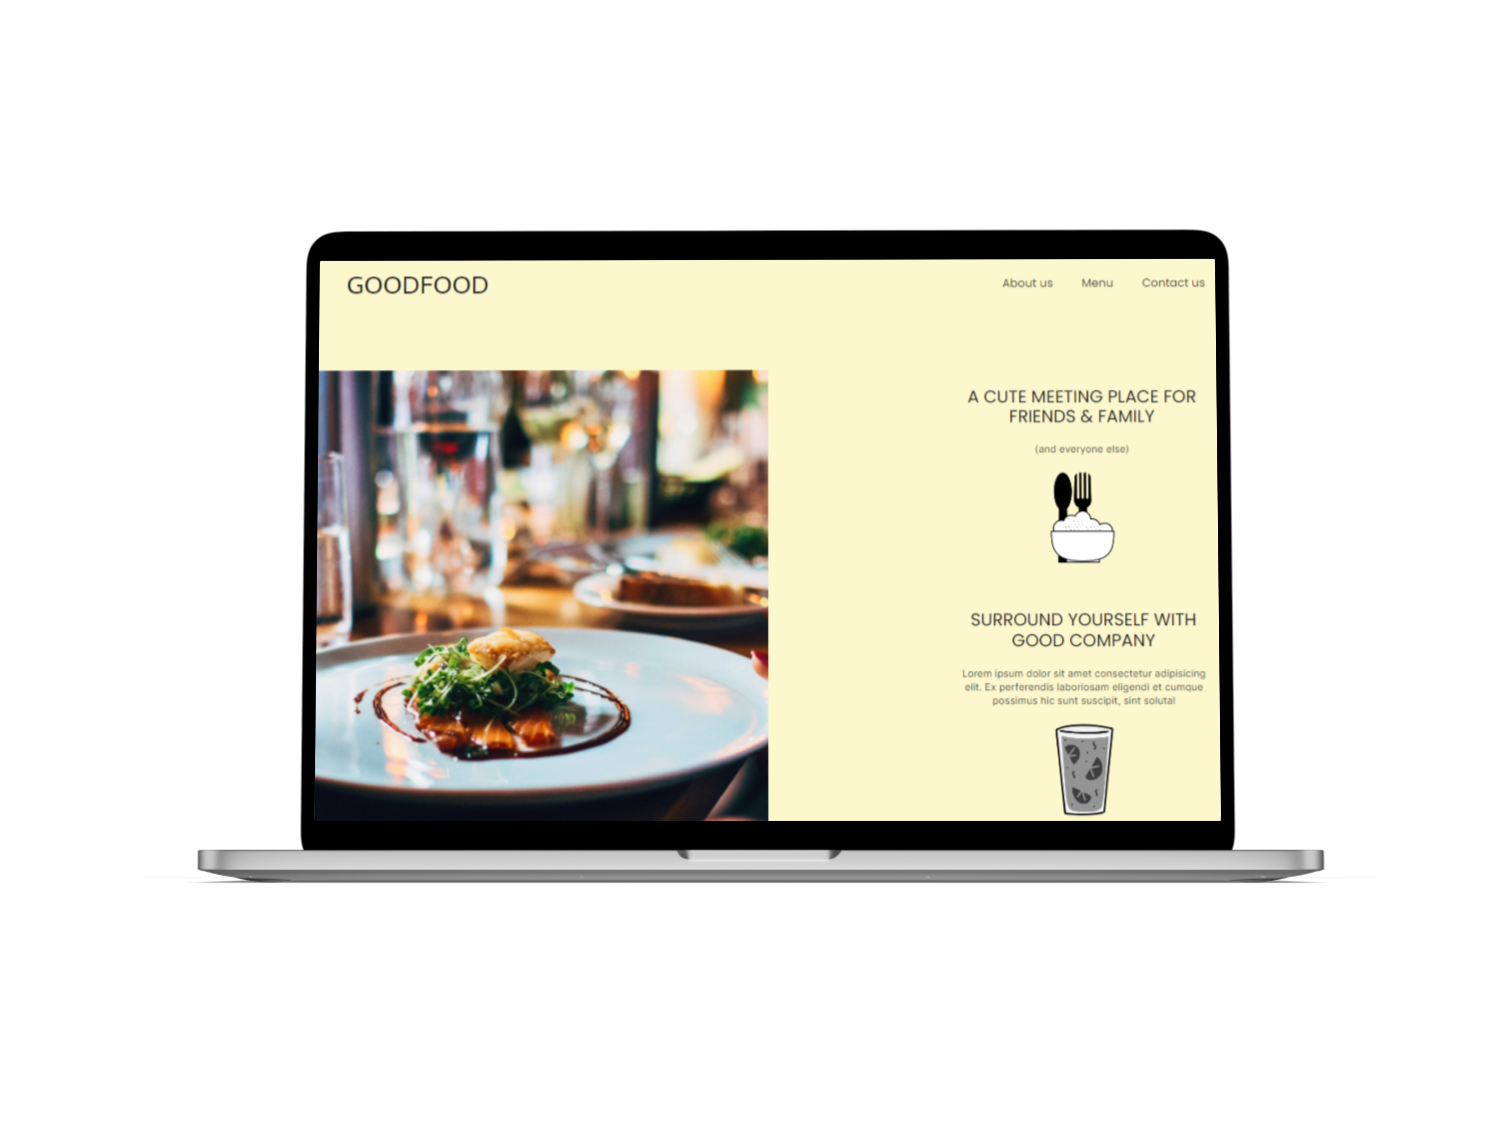 GOODFOOD
About us Menu Contact us
A CUTE MEETING PLACE FOR
FRIENDS & FAMILY
(and everyone else)
SURROUND YOURSELF WITH
GOOD COMPANY
Lorem ipsum dolor sit amet consectetur adipisicing
elit. Ex perferendis laboriosam eligendi et cumque
possimus hic sunt suscipit, sint soluta!